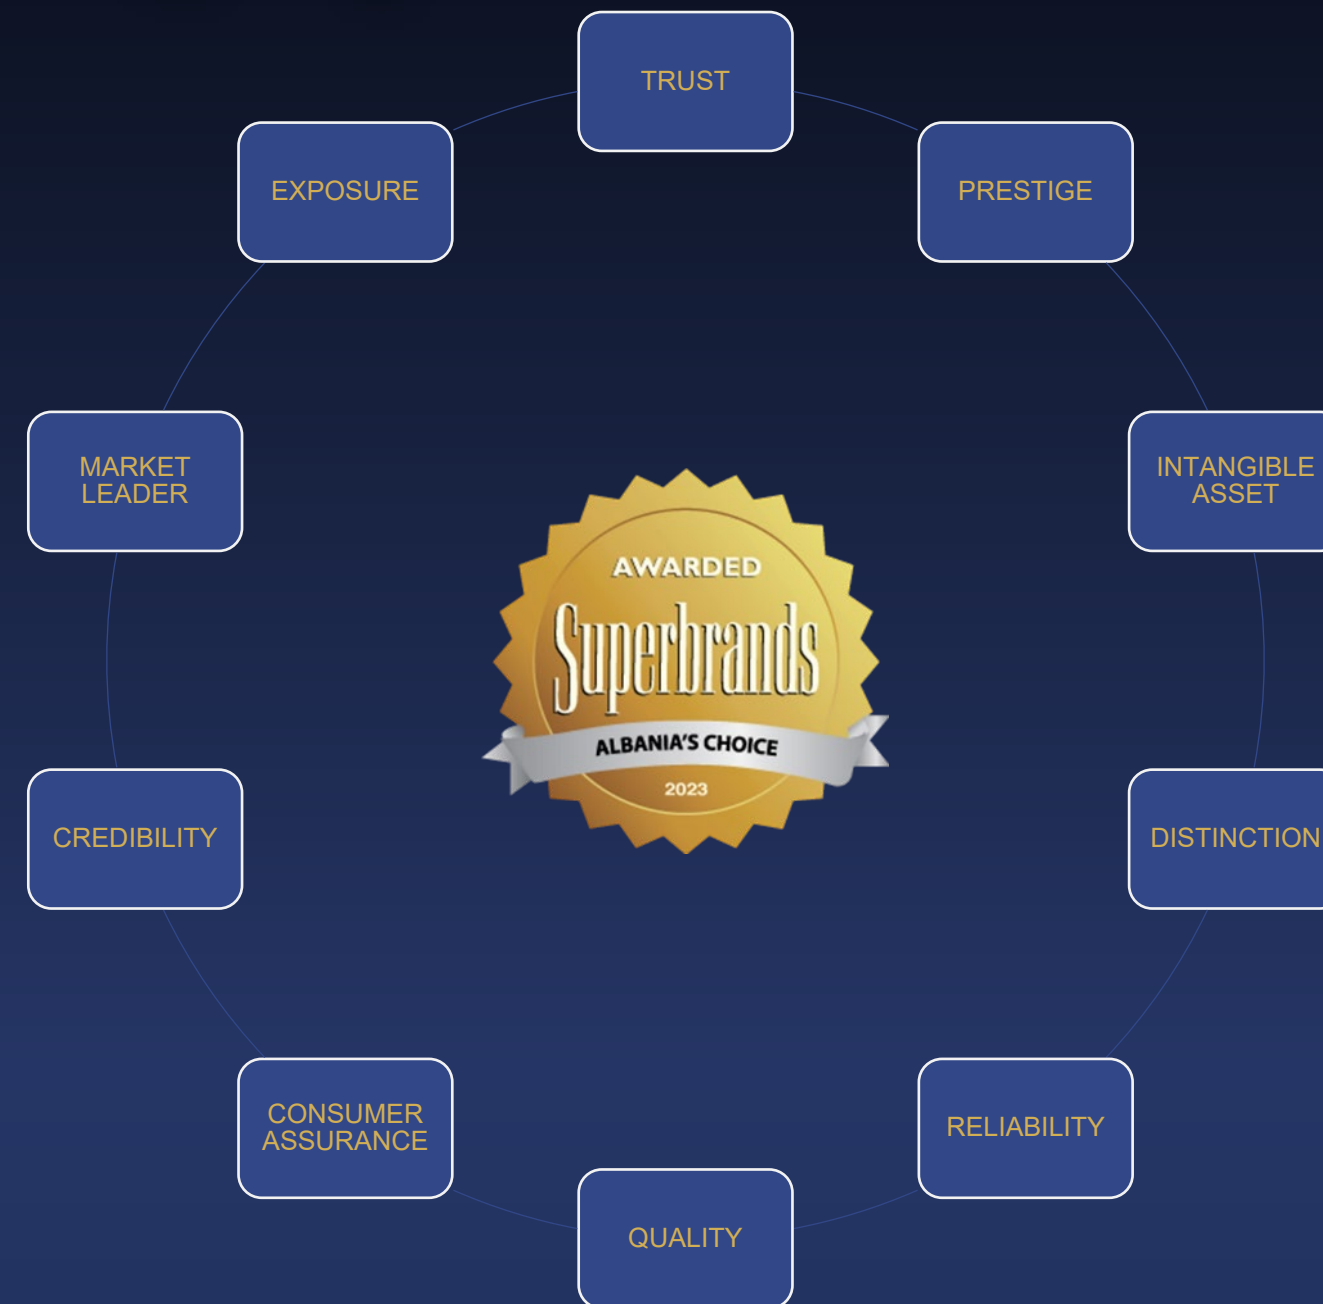 TRUST
EXPOSURE
PRESTIGE
MARKET
LEADER
INTANGIBLE
ASSET
AWARDED
Superbrands
ALBANIA'S CHOICE
2023
CREDIBILITY
DISTINCTION
CONSUMER
ASSURANCE
RELIABILITY
QUALITY